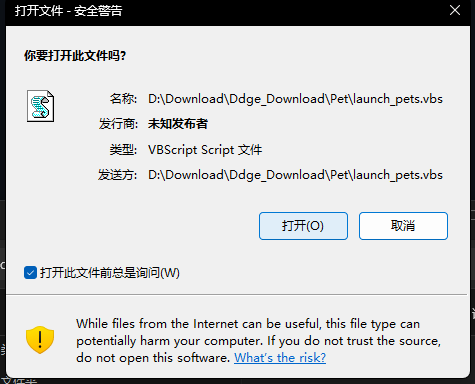 打开文件 - 安全警告
你要打开此文件吗?
名称: D:\Download\Ddge_Download\Pet\launch_pets.vbs
发行商: 未知发布者
类型: VBScript Script 文件
发送方: D:\Download\Ddge_Download\Pet\launch_pets.vbs
打开(O) 取消
打开此文件前总是询问(W)
While files from the Internet can be useful, this file type can
potentially harm your computer. If you do not trust the source,
do not open this software. What's the risk?